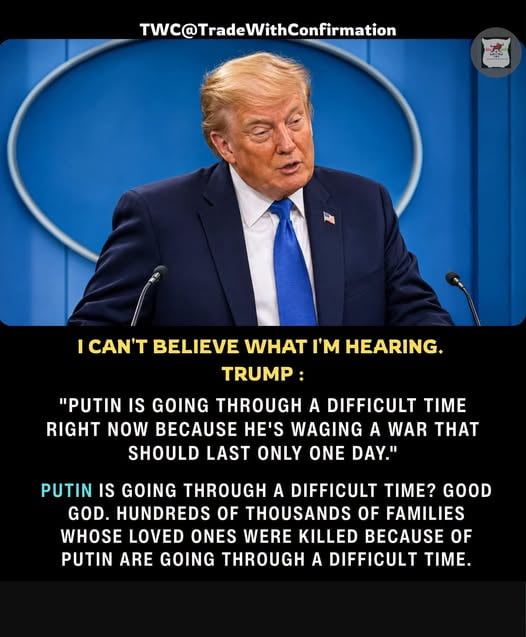 TWC@TradeWithConfirmation
I CAN'T BELIEVE WHAT I'M HEARING.
TRUMP :
"PUTIN IS GOING THROUGH A DIFFICULT TIME
RIGHT NOW BECAUSE HE'S WAGING A WAR THAT
SHOULD LAST ONLY ONE DAY."
PUTIN IS GOING THROUGH A DIFFICULT TIME? GOOD
GOD. HUNDREDS OF THOUSANDS OF FAMILIES
WHOSE LOVED ONES WERE KILLED BECAUSE OF
PUTIN ARE GOING THROUGH A DIFFICULT TIME.